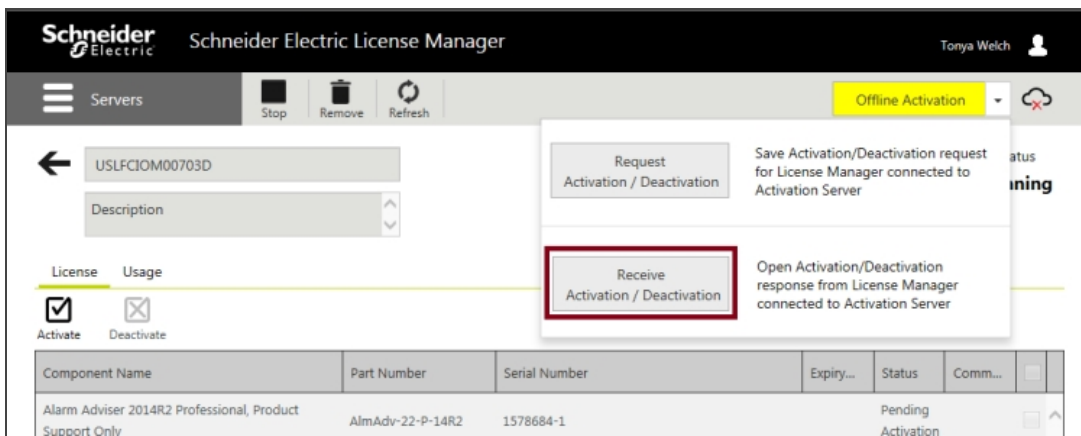 Schneider
Electric
Schneider Electric License Manager
Tonya Welch
Servers
Stop
Remove
Refresh
Offline Activation
USLFCIOM00703D
Description
Request
Activation / Deactivation
Save Activation/Deactivation request
for License Manager connected to
Activation Server
atus
ning
Receive
Activation / Deactivation
Open Activation/Deactivation
response from License Manager
connected to Activation Server
License Usage
Activate Deactivate
Component Name Part Number Serial Number Expiry... Status Comm...
Alarm Adviser 2014R2 Professional, Product
Support Only
AlmAdv-22-P-14R2 1578684-1
Pending
Activation